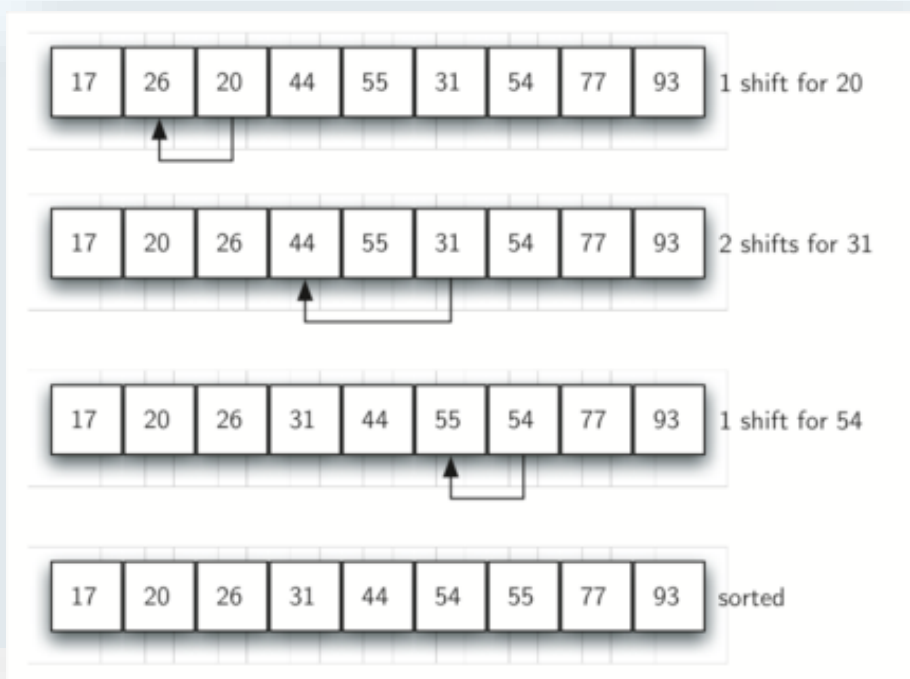 17 26 20 44 55 31 54 77 93 1 shift for 20
17 20 26 44 55 31 54 77 93 2 shifts for 31
17 20 26 31 44 55 54 77 93 1 shift for 54
17 20 26 31 44 54 55 77 93 sorted